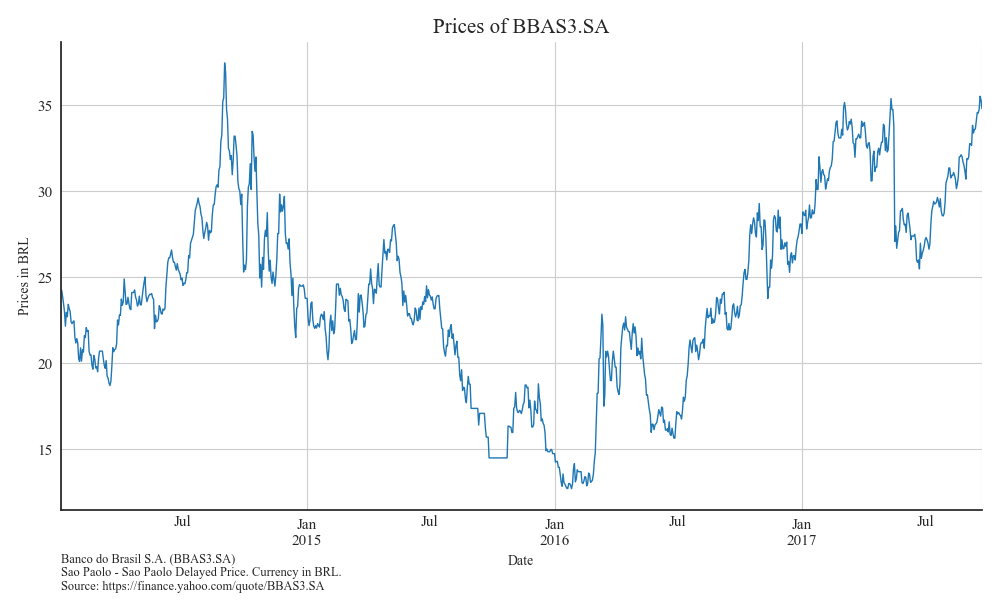 Prices of BBAS3.SA
Prices in BRL
35
30
25
20
15
Jul
Jan
2015
Jul
Jan
2016
Jul
Jan
2017
Jul
Date
Banco do Brasil S.A. (BBAS3.SA)
Sao Paolo - Sao Paolo Delayed Price. Currency in BRL.
Source: https://finance.yahoo.com/quote/BBAS3.SA